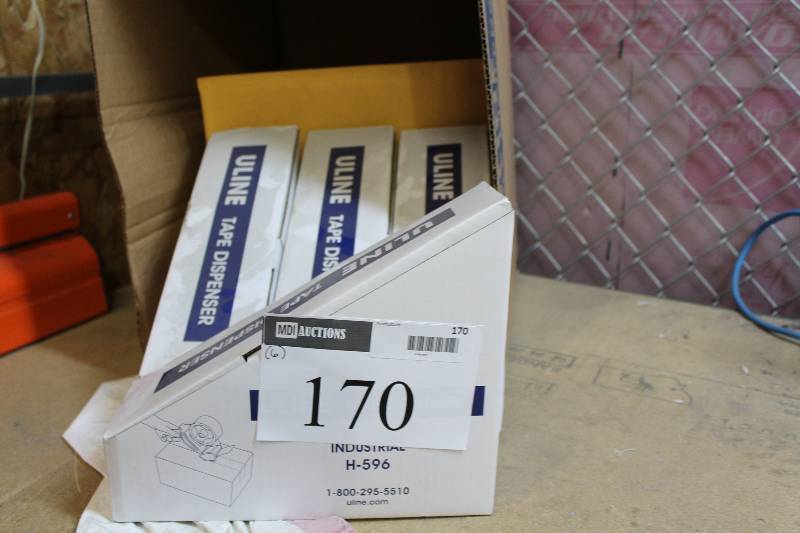 ULINE TAPE DISPENSER
ULINE TAPE DISPENSER
ULINE
ULINE TAPE DISPENSER
MDI AUCTIONS
170
(6)
170
INDUSTRIAL
H-596
1-800-295-5510
uline.com